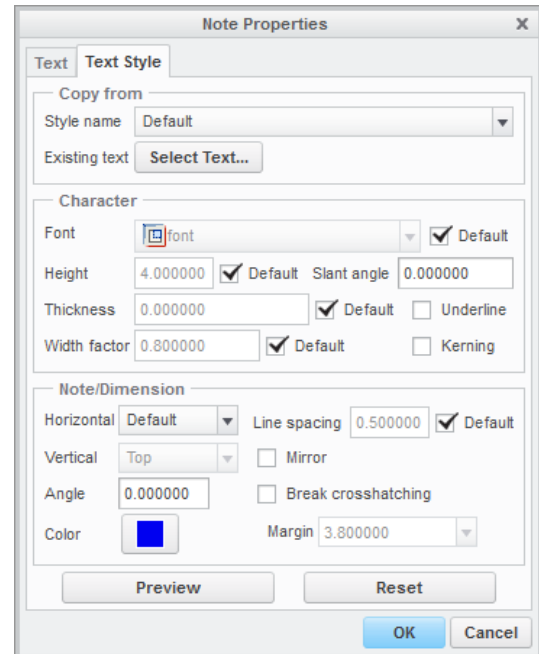 Note Properties
Text Text Style
Copy from
Style name Default
Existing text Select Text...
Character
Font font Default
Height 4.000000 Default Slant angle 0.000000
Thickness 0.000000 Default Underline
Width factor 0.800000 Default Kerning
Note/Dimension
Horizontal Default Line spacing 0.500000 Default
Vertical Top Mirror
Angle 0.000000 Break crosshatching
Color Margin 3.800000
Preview Reset
OK Cancel